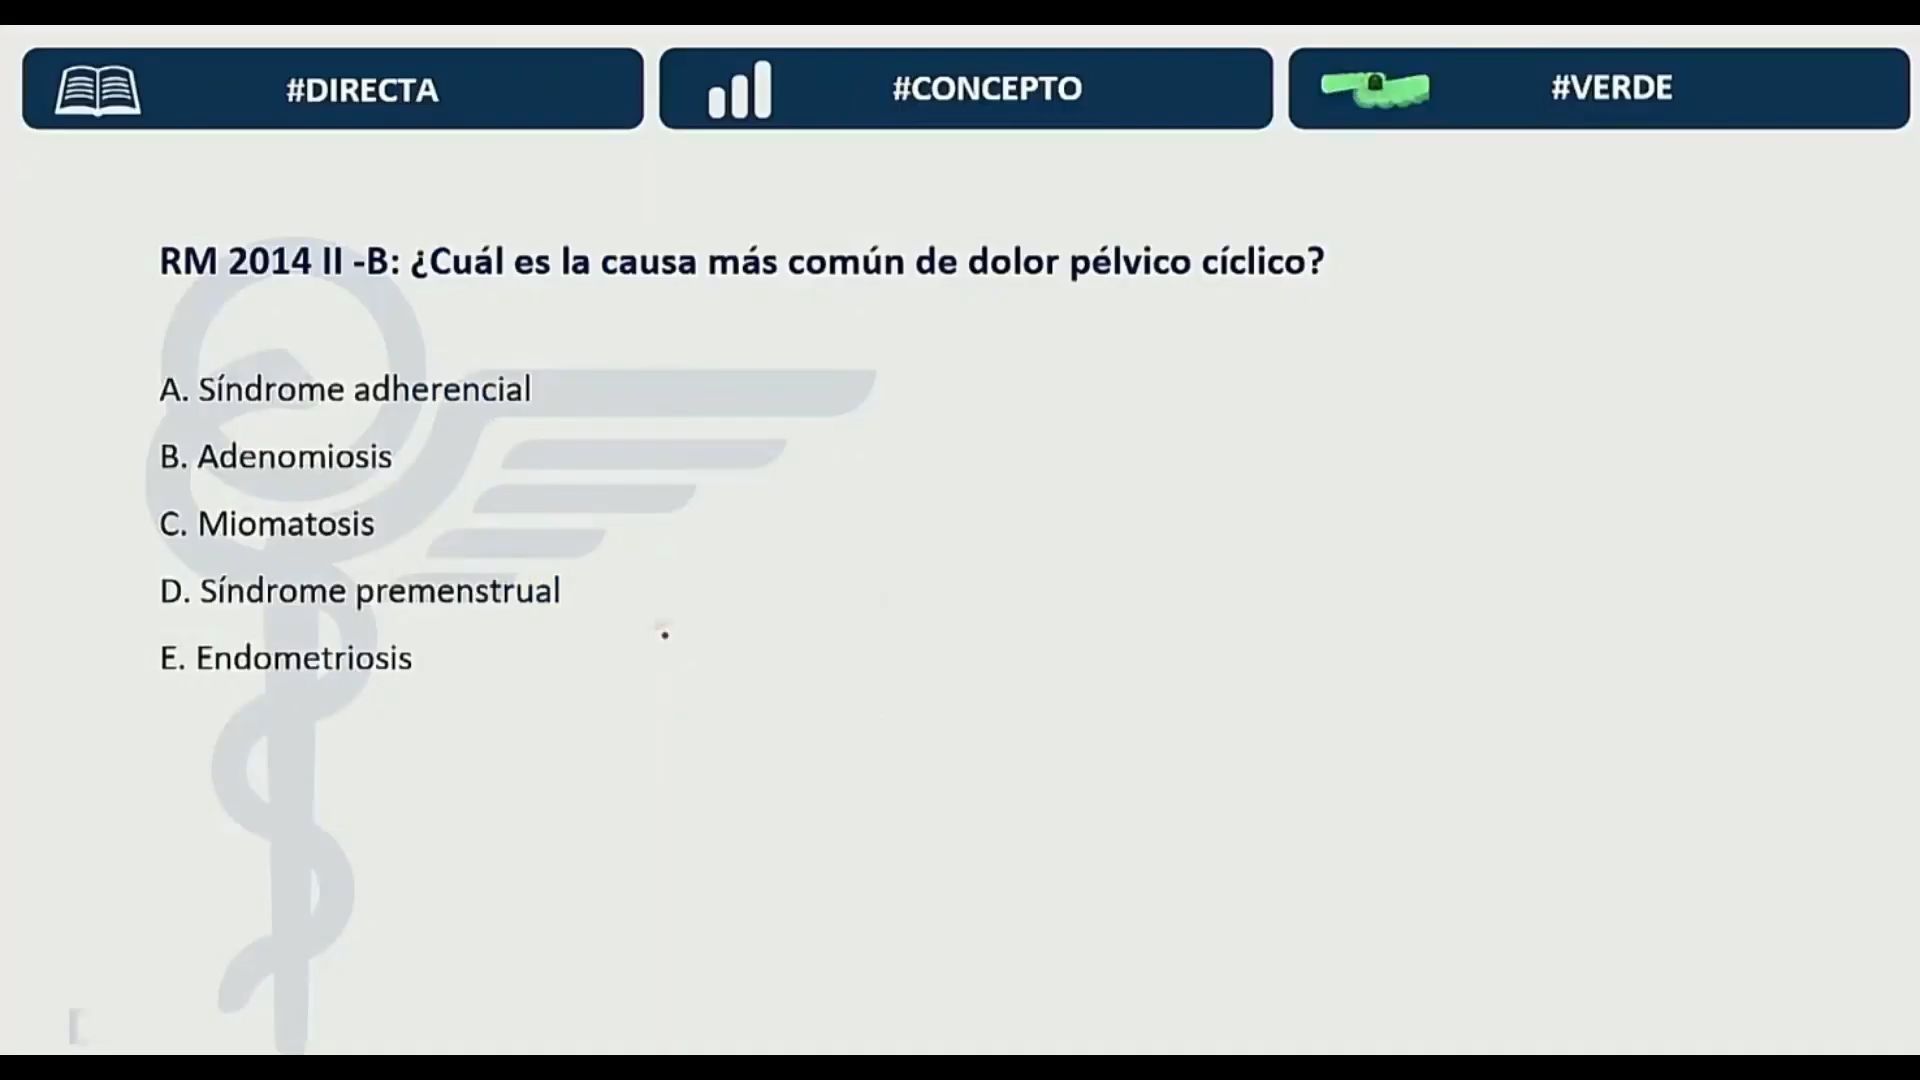 #DIRECTA
#CONCEPTO
#VERDE
RM 2014 II -B: ¿Cuál es la causa más común de dolor pélvico cíclico?
A. Síndrome adherencial
B. Adenomiosis
C. Miomatosis
D. Síndrome premenstrual
E. Endometriosis